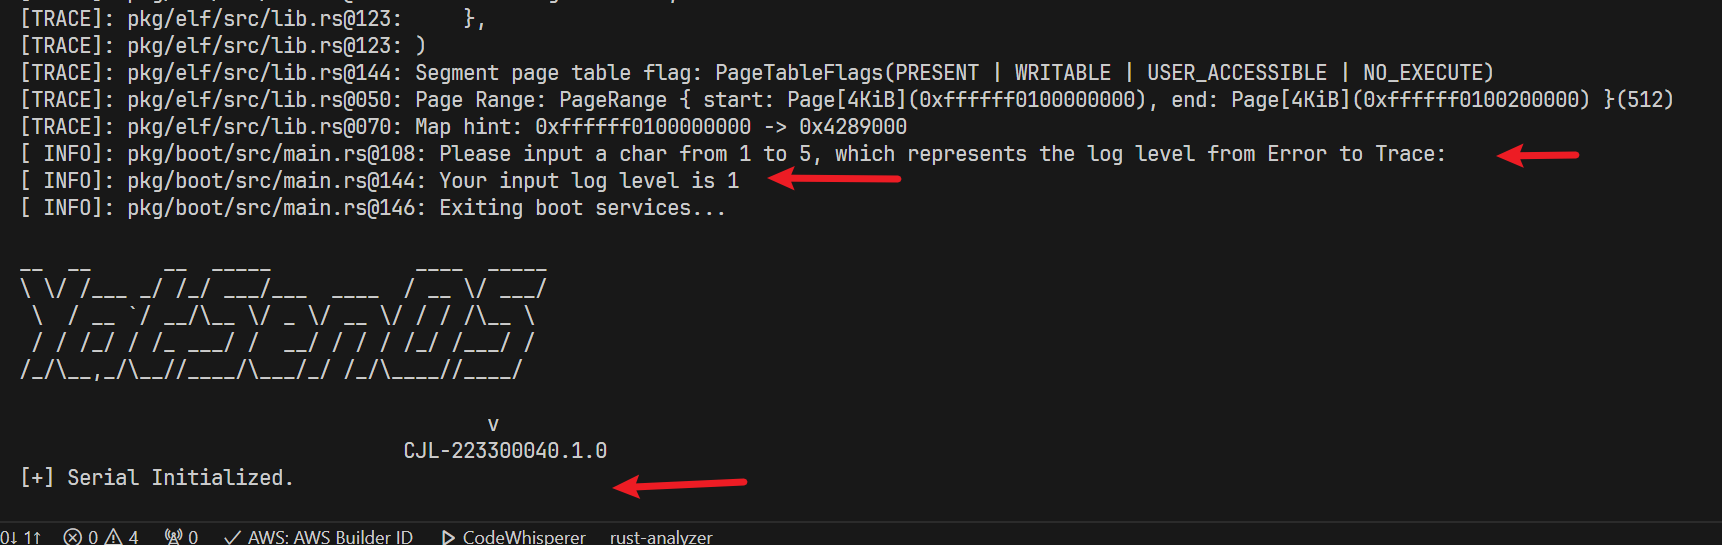 [TRACE]: pkg/elf/src/lib.rs@123:     },
[TRACE]: pkg/elf/src/lib.rs@123: )
[TRACE]: pkg/elf/src/lib.rs@144: Segment page table flag: PageTableFlags(PRESENT | WRITABLE | USER_ACCESSIBLE | NO_EXECUTE)
[TRACE]: pkg/elf/src/lib.rs@050: Page Range: PageRange { start: Page[4KiB](0xffffff0100000000), end: Page[4KiB](0xffffff0100200000) }(512)
[TRACE]: pkg/elf/src/lib.rs@070: Map hint: 0xffffff0100000000 -> 0x4289000
[ INFO]: pkg/boot/src/main.rs@108: Please input a char from 1 to 5, which represents the log level from Error to Trace:
[ INFO]: pkg/boot/src/main.rs@144: Your input log level is 1
[ INFO]: pkg/boot/src/main.rs@146: Exiting boot services...
__  __      __  _____            ____  _____
\ \/ /___ _/ /_/ ___/___  ____  / __ \/ ___/
 \  / __ `/ __/\__ \/ _ \/ __ \/ / / /\__ \
 / / /_/ / /_ ___/ /  __/ / / / /_/ /___/ /
/_/\__,_/\__//____/\___/_/ /_/\____//____/
v
CJL-223300040.1.0
[+] Serial Initialized.
0↓ 1↑ 0 4 0 AWS: AWS Builder ID CodeWhisperer rust-analyzer